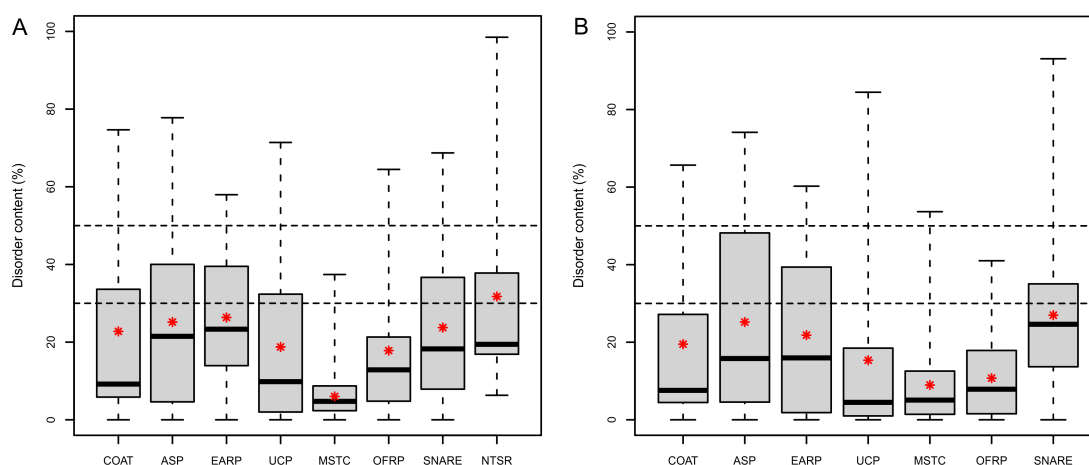 A
Disorder content (%)
100
80
60
40
20
0
COAT ASP EARP UCP MSTC OFRP SNARE NTSR
B
Disorder content (%)
100
80
60
40
20
0
COAT ASP EARP UCP MSTC OFRP SNARE